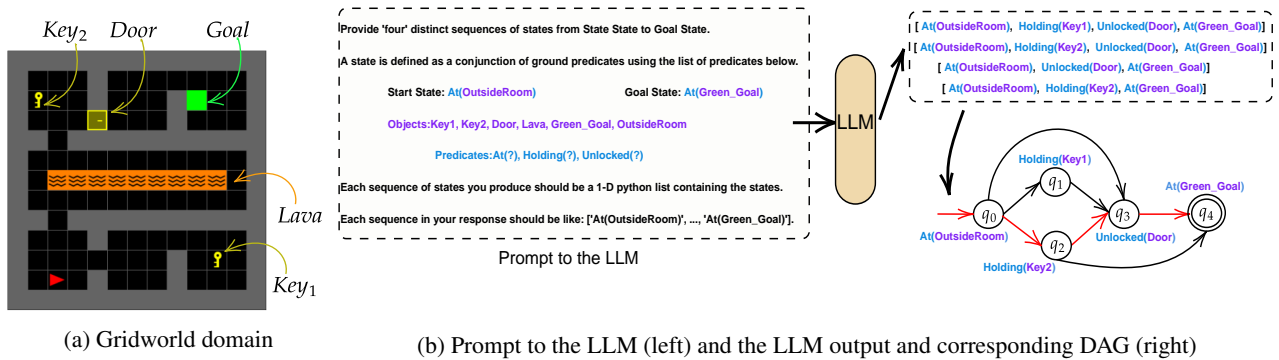 Key2
Door
Goal
Lava
Key1
(a) Gridworld domain
Provide 'four' distinct sequences of states from State State to Goal State.
A state is defined as a conjunction of ground predicates using the list of predicates below.
Start State: At(OutsideRoom) Goal State: At(Green_Goal)
Objects:Key1, Key2, Door, Lava, Green_Goal, OutsideRoom
Predicates:At(?), Holding(?), Unlocked(?)
Each sequence of states you produce should be a 1-D python list containing the states.
Each sequence in your response should be like: ['At(OutsideRoom)', ..., 'At(Green_Goal)'].
Prompt to the LLM
LLM
[ At(OutsideRoom), Holding(Key1), Unlocked(Door), At(Green_Goal)]
[ At(OutsideRoom), Holding(Key2), Unlocked(Door), At(Green_Goal)]
[ At(OutsideRoom), Unlocked(Door), At(Green_Goal)]
[ At(OutsideRoom), Holding(Key2), At(Green_Goal)]
Holding(Key1)
q1
At(Green_Goal)
q0
q3
q4
At(OutsideRoom)
Unlocked(Door)
q2
Holding(Key2)
(b) Prompt to the LLM (left) and the LLM output and corresponding DAG (right)